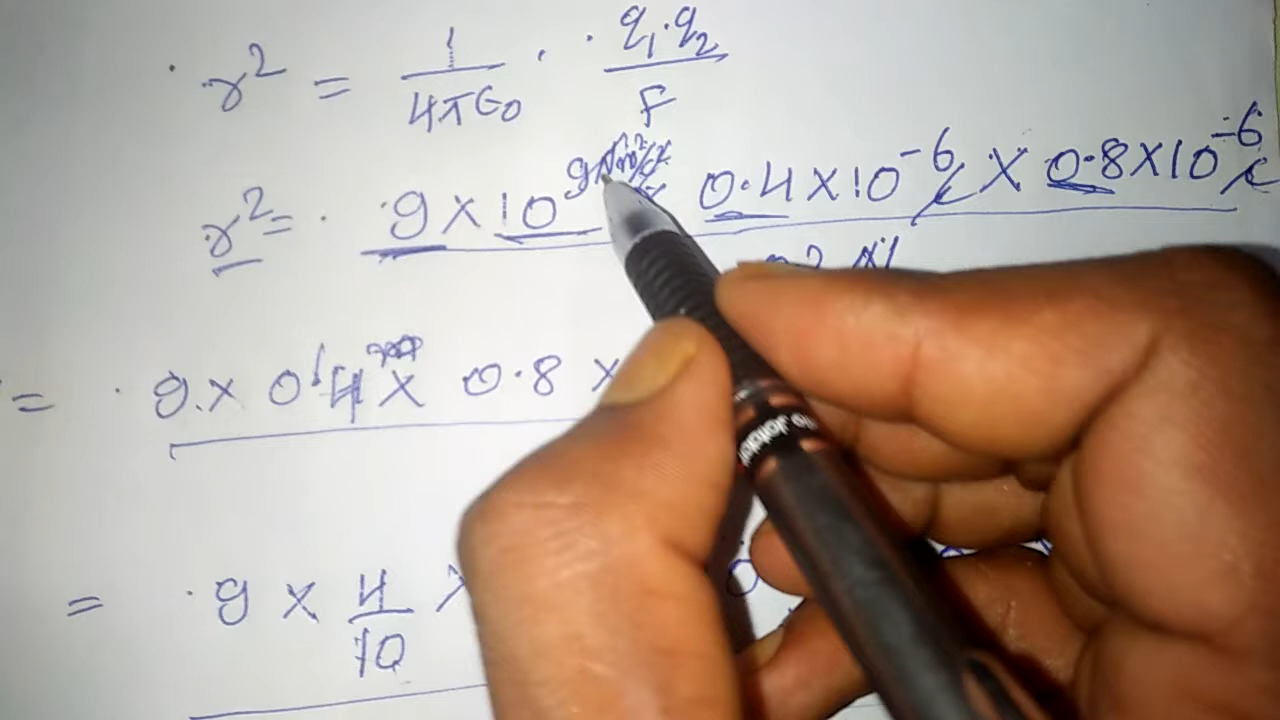 r² = 1/4πε₀ · q₁·q₂/F
r² = 9 × 10⁹ 0.4 × 10⁻⁶ c × 0.8 × 10⁻⁶ c
= 9 × 0.4 × 0.8 ×
= 9 × 4/10 ×